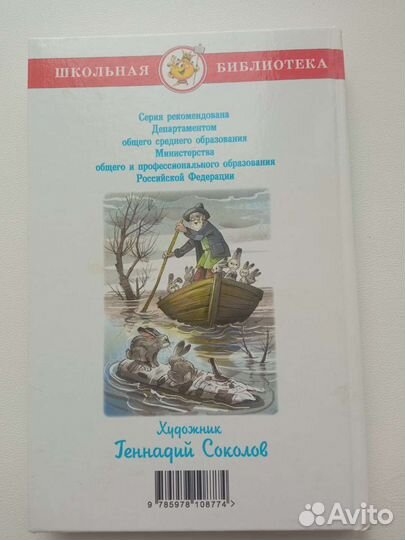 ШКОЛЬНАЯ БИБЛИОТЕКА
Серия рекомендована
Департаментом
общего среднего образования
Министерства
общего и профессионального образования
Российской Федерации
Художник
Геннадий Соколов
9 785978 108774 >
Avito